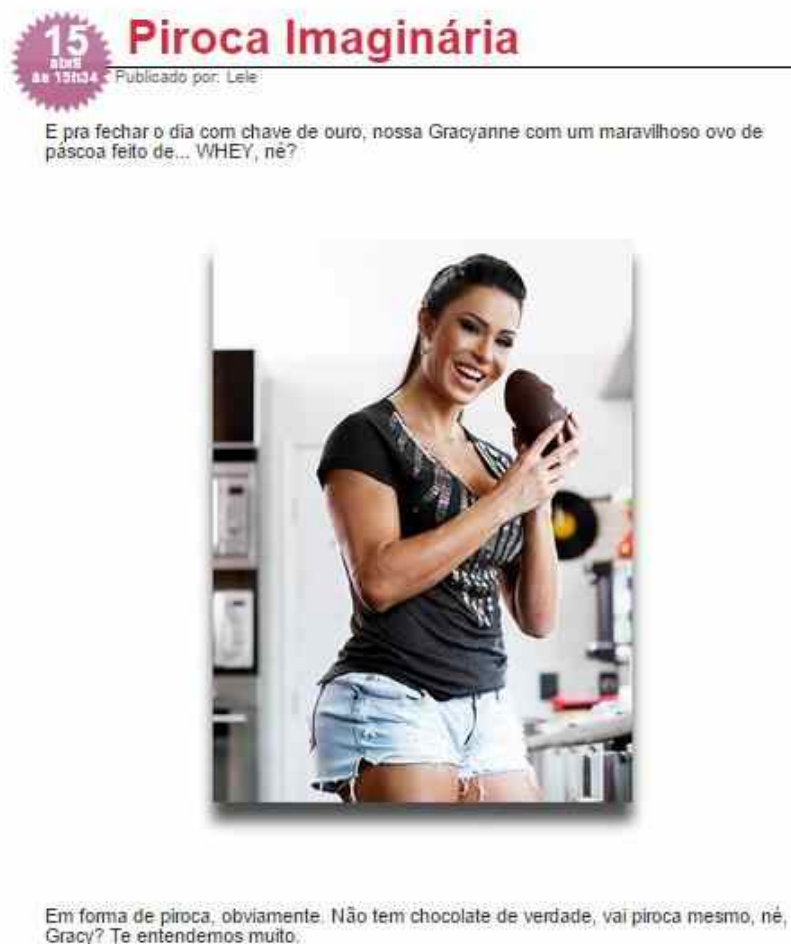 15
abril
às 15h34
Piroca Imaginária
Publicado por: Lele
E pra fechar o dia com chave de ouro, nossa Gracyanne com um maravilhoso ovo de
páscoa feito de... WHEY, né?
Em forma de piroca, obviamente. Não tem chocolate de verdade, vai piroca mesmo, né,
Gracy? Te entendemos muito.